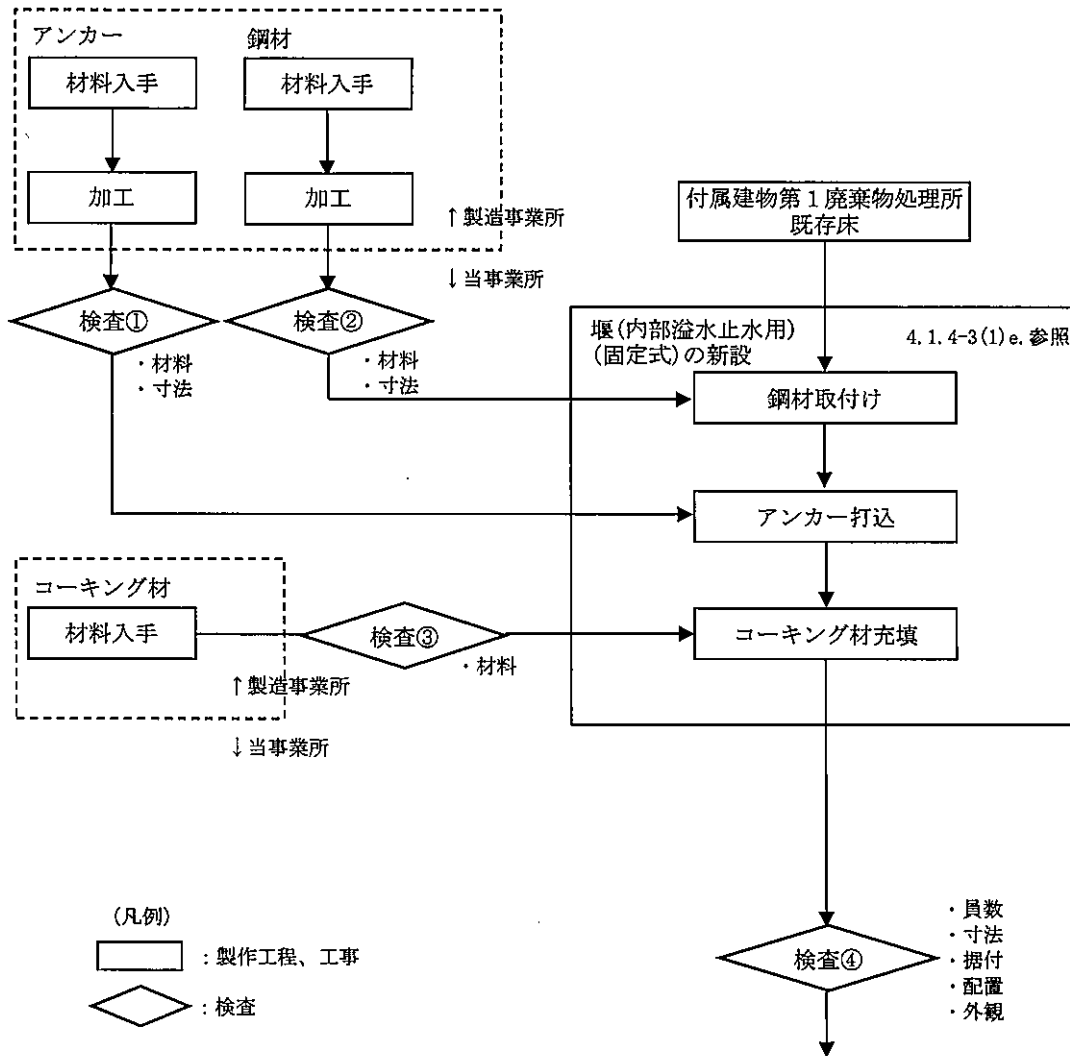 アンカー
鋼材
材料入手
材料入手
加工
加工
↑製造事業所
↓当事業所
検査①
・材料
・寸法
検査②
・材料
・寸法
付属建物第1廃棄物処理所
既存床
堰(内部溢水止水用)
(固定式)の新設
4.1.4-3(1)e.参照
鋼材取付け
アンカー打込
コーキング材
材料入手
↑製造事業所
↓当事業所
検査③
・材料
コーキング材充填
検査④
・員数
・寸法
・据付
・配置
・外観
(凡例)
：製作工程、工事
：検査